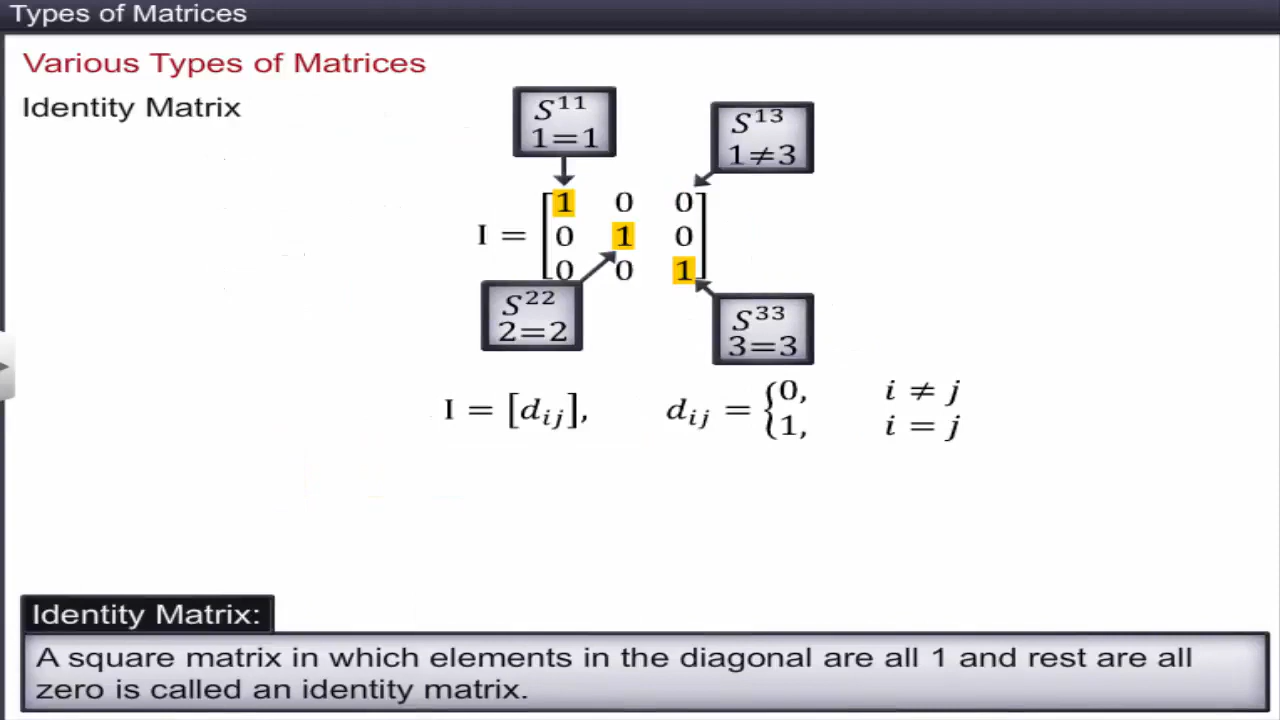 Types of Matrices
Various Types of Matrices
Identity Matrix
S¹¹
1=1
S¹³
1≠3
I = [1 0 0
0 1 0
0 0 1]
S²²
2=2
S³³
3=3
I = [d_ij], d_ij = {0, i ≠ j
1, i = j
Identity Matrix:
A square matrix in which elements in the diagonal are all 1 and rest are all
zero is called an identity matrix.